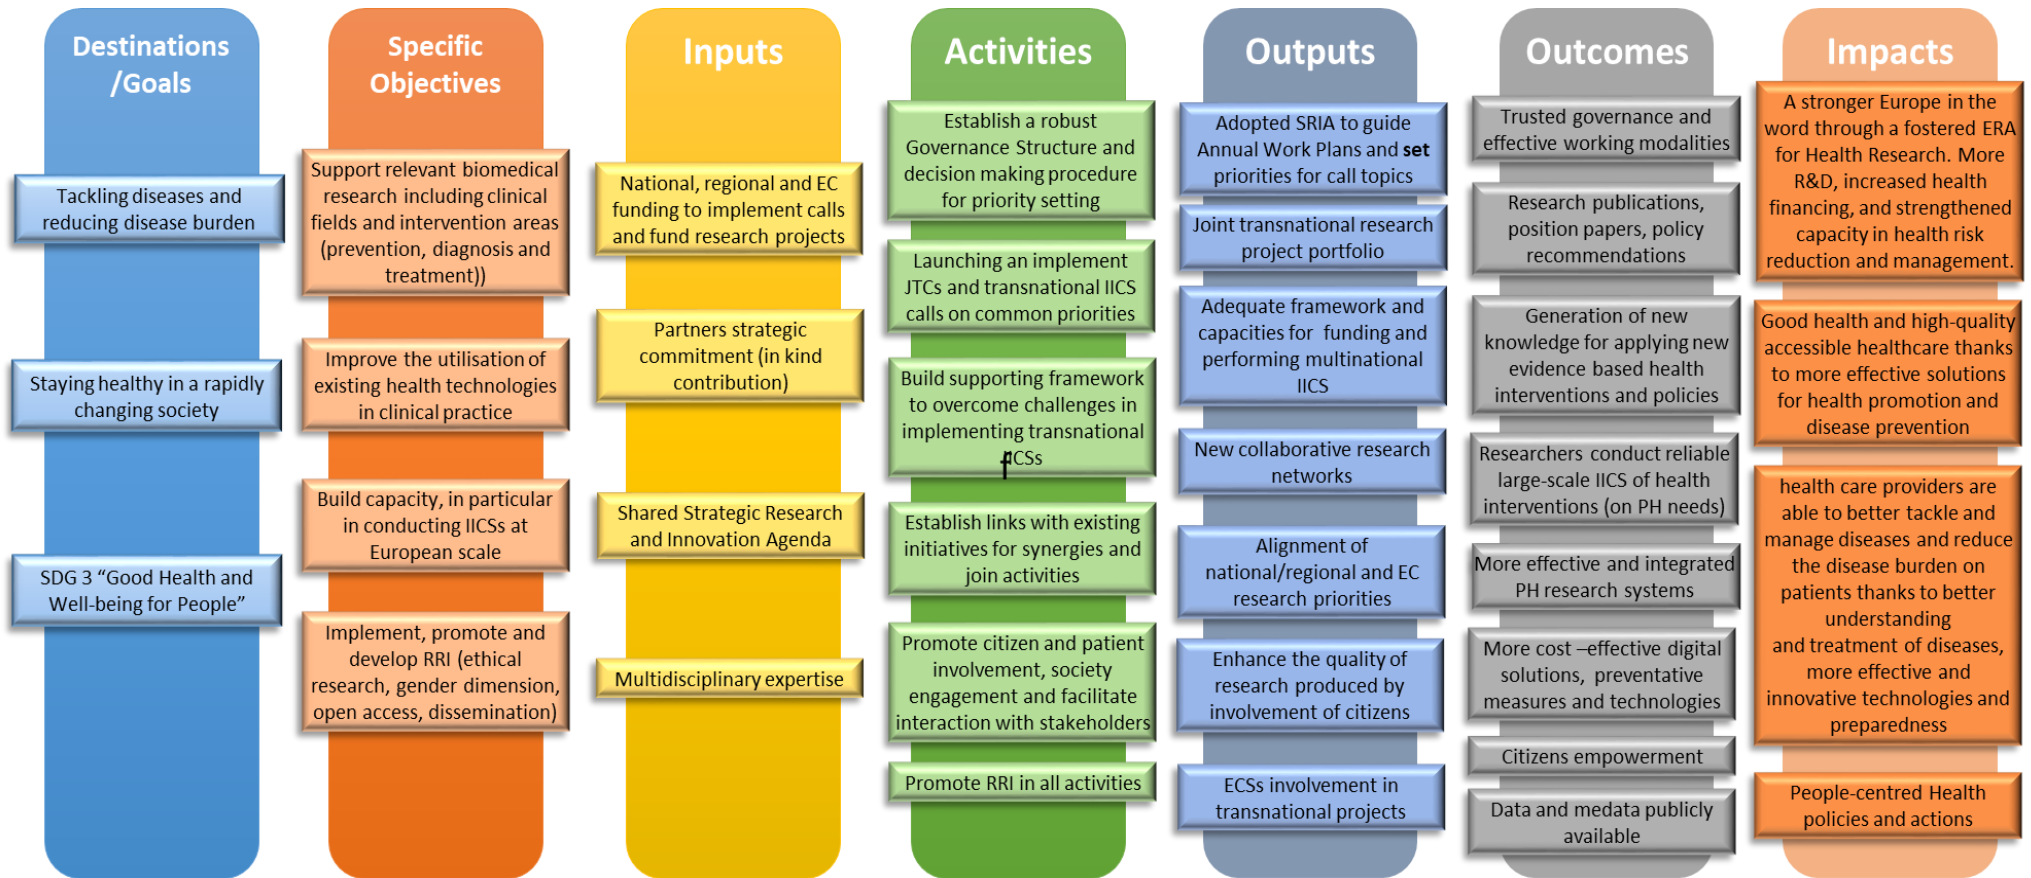 Destinations
/Goals
Tackling diseases and
reducing disease burden
Staying healthy in a rapidly
changing society
SDG 3 “Good Health and
Well-being for People”
Specific
Objectives
Support relevant biomedical
research including clinical
fields and intervention areas
(prevention, diagnosis and
treatment))
Improve the utilisation of
existing health technologies
in clinical practice
Build capacity, in particular
in conducting IICSs at
European scale
Implement, promote and
develop RRI (ethical
research, gender dimension,
open access, dissemination)
Inputs
National, regional and EC
funding to implement calls
and fund research projects
Partners strategic
commitment (in kind
contribution)
Shared Strategic Research
and Innovation Agenda
Multidisciplinary expertise
Activities
Establish a robust
Governance Structure and
decision making procedure
for priority setting
Launching an implement
JTCs and transnational IICS
calls on common priorities
Build supporting framework
to overcome challenges in
implementing transnational
f
Establish links with existing
initiatives for synergies and
join activities
Promote citizen and patient
involvement, society
engagement and facilitate
interaction with stakeholders
Promote RRI in all activities
Outputs
Adopted SRIA to guide
Annual Work Plans and set
priorities for call topics
Joint transnational research
project portfolio
Adequate framework and
capacities for funding and
performing multinational
IICS
New collaborative research
networks
Alignment of
national/regional and EC
research priorities
Enhance the quality of
research produced by
involvement of citizens
ECSs involvement in
transnational projects
Outcomes
Trusted governance and
effective working modalities
Research publications,
position papers, policy
recommendations
Generation of new
knowledge for applying new
evidence based health
interventions and policies
Researchers conduct reliable
large-scale IICS of health
interventions (on PH needs)
More effective and integrated
PH research systems
More cost –effective digital
solutions, preventative
measures and technologies
Citizens empowerment
Data and medata publicly
available
Impacts
A stronger Europe in the
word through a fostered ERA
for Health Research. More
R&D, increased health
financing, and strengthened
capacity in health risk
reduction and management.
Good health and high-quality
accessible healthcare thanks
to more effective solutions
for health promotion and
disease prevention
health care providers are
able to better tackle and
manage diseases and reduce
the disease burden on
patients thanks to better
understanding
and treatment of diseases,
more effective and
innovative technologies and
preparedness
People-centred Health
policies and actions